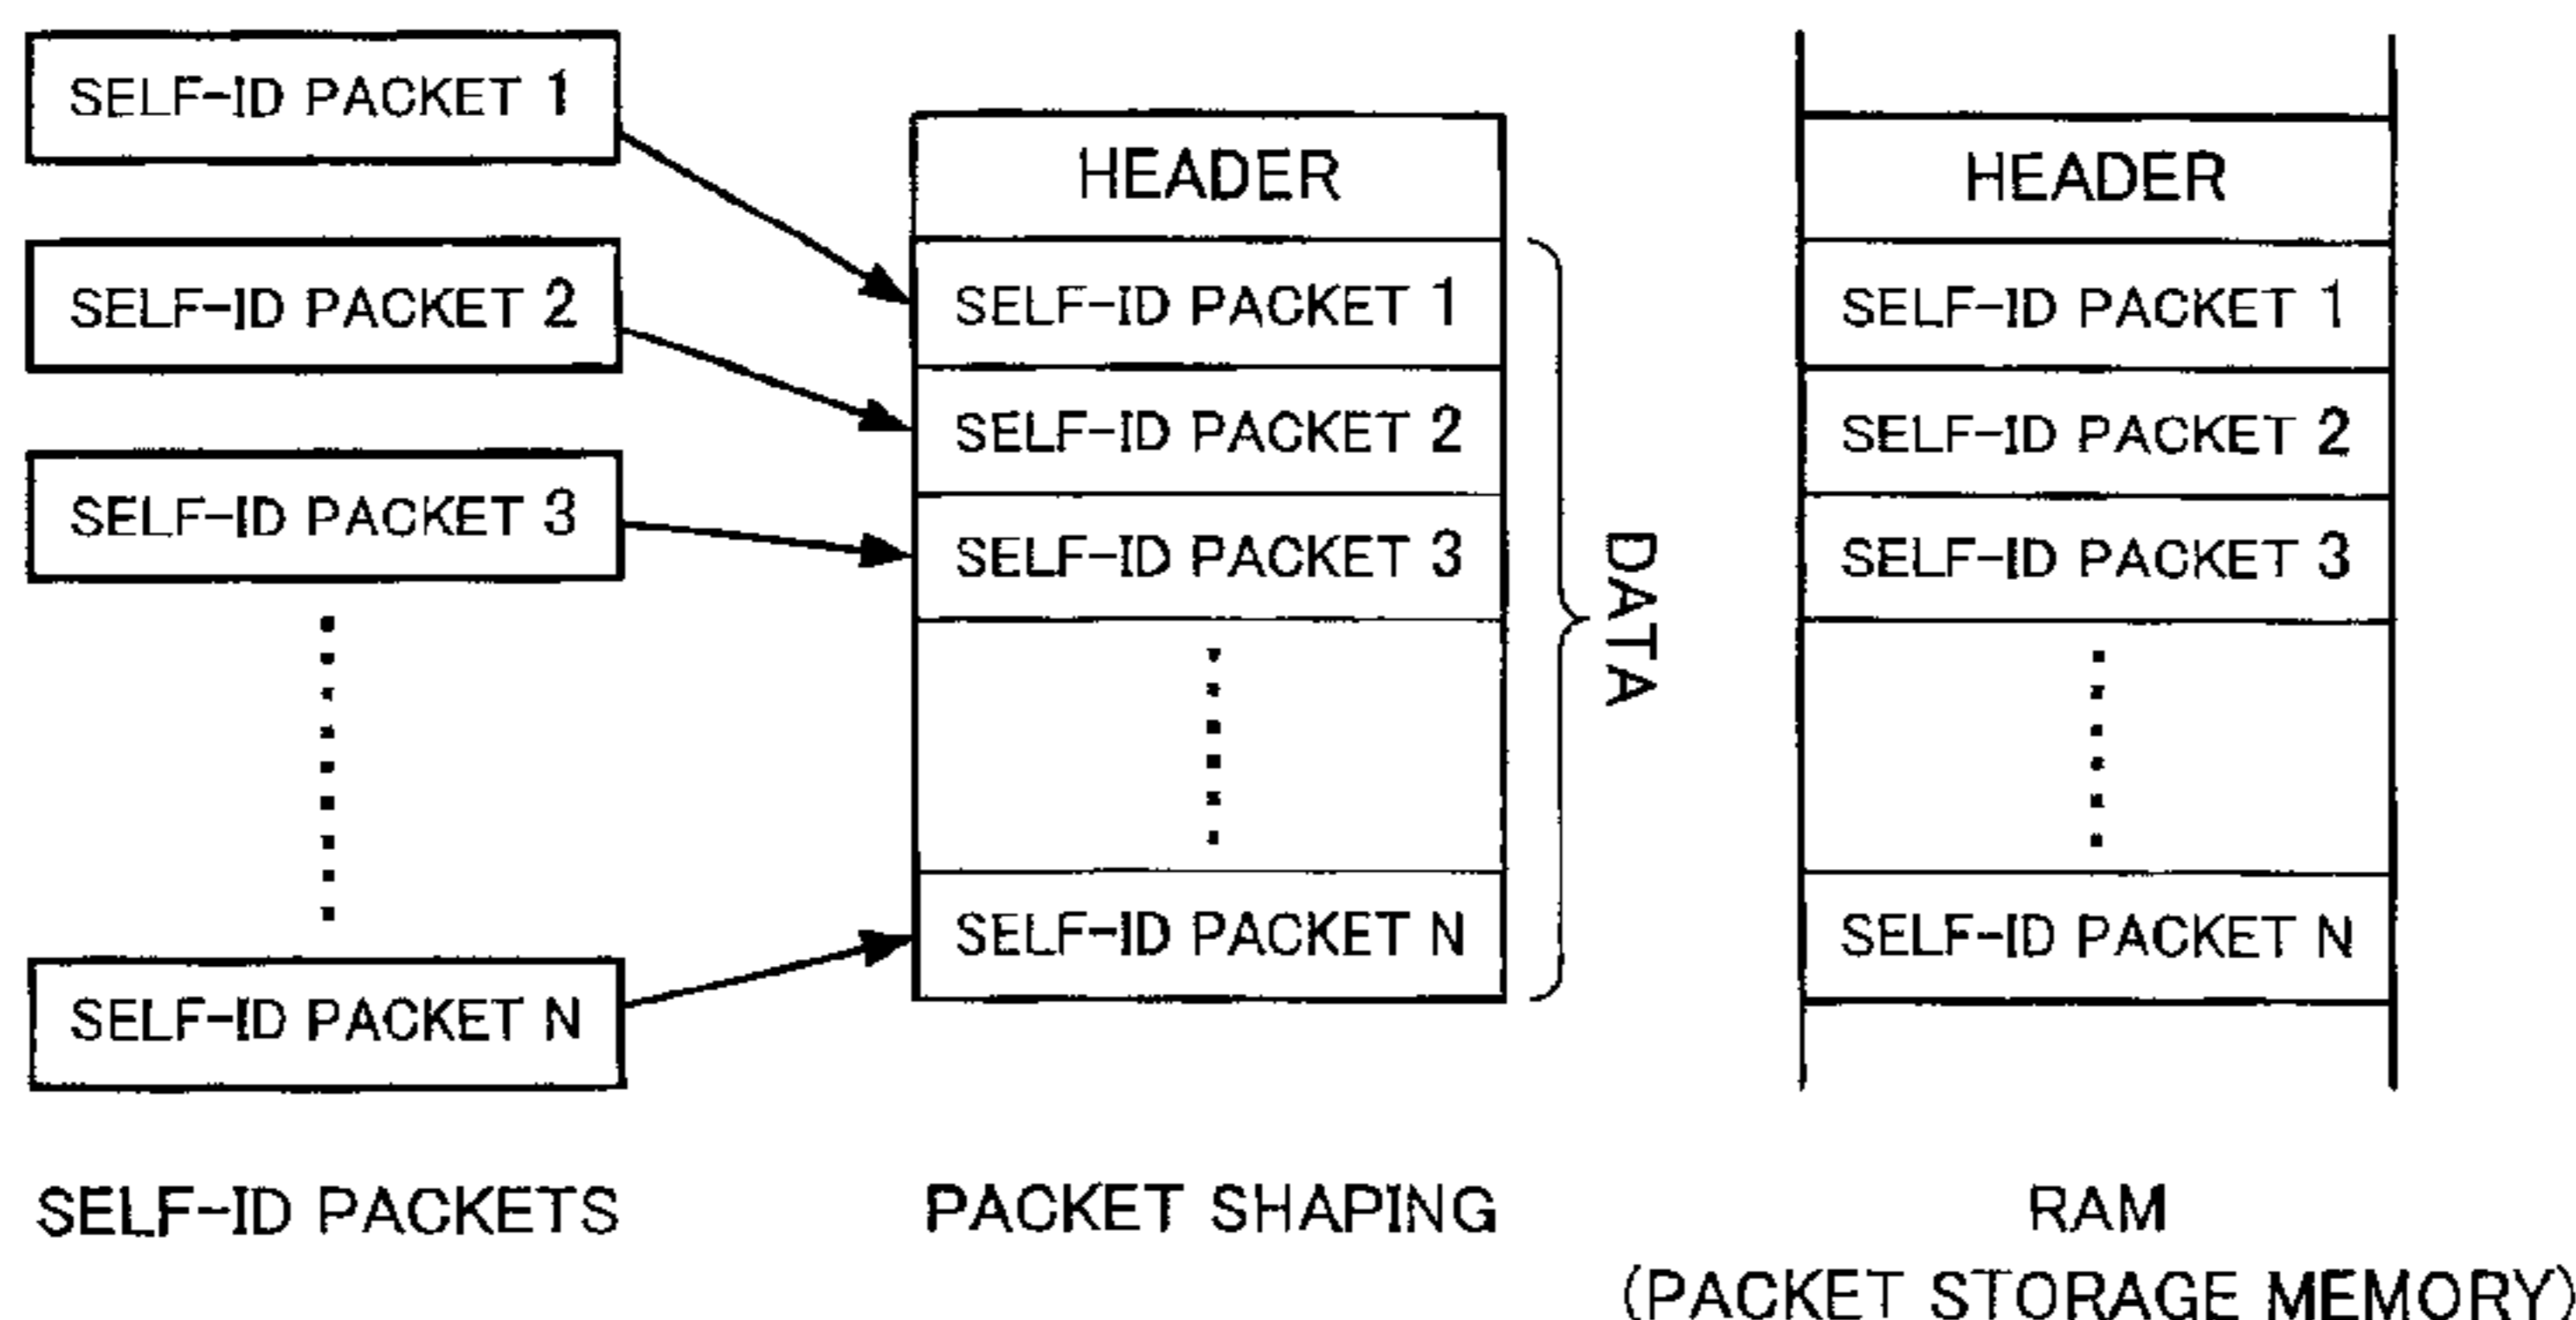 SELF-ID PACKET 1
SELF-ID PACKET 2
SELF-ID PACKET 3
SELF-ID PACKET N
SELF-ID PACKETS
HEADER
SELF-ID PACKET 1
SELF-ID PACKET 2
SELF-ID PACKET 3
SELF-ID PACKET N
DATA
PACKET SHAPING
HEADER
SELF-ID PACKET 1
SELF-ID PACKET 2
SELF-ID PACKET 3
SELF-ID PACKET N
RAM
(PACKET STORAGE MEMORY)